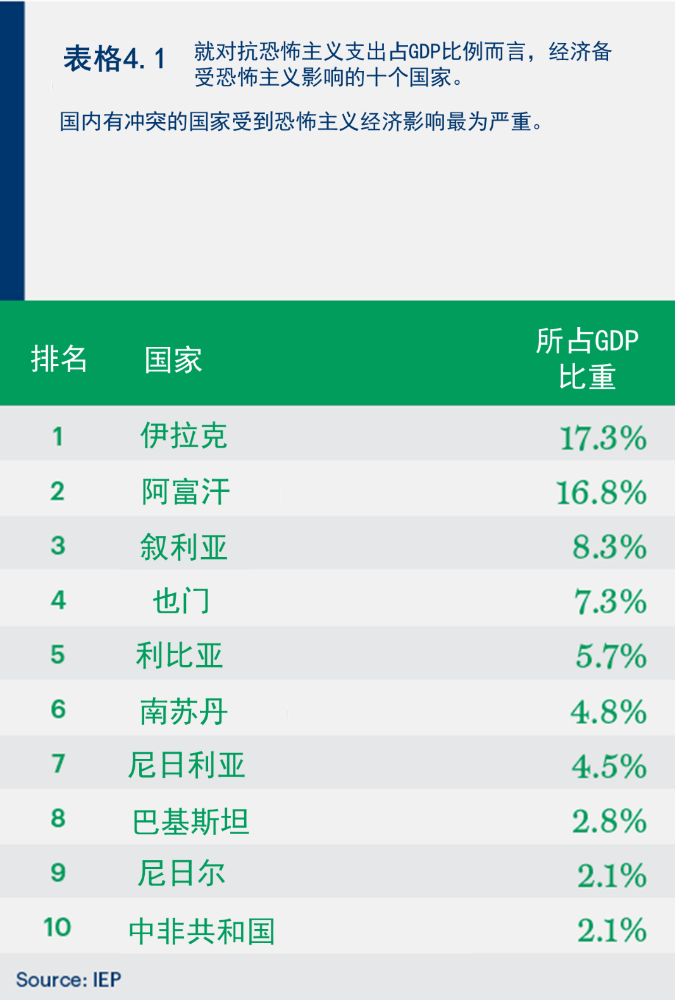 表格4.1
就对抗恐怖主义支出占GDP比例而言，经济备
受恐怖主义影响的十个国家。
国内有冲突的国家受到恐怖主义经济影响最为严重。
排名 国家 所占GDP
比重
1 伊拉克 17.3%
2 阿富汗 16.8%
3 叙利亚 8.3%
4 也门 7.3%
5 利比亚 5.7%
6 南苏丹 4.8%
7 尼日利亚 4.5%
8 巴基斯坦 2.8%
9 尼日尔 2.1%
10 中非共和国 2.1%
Source: IEP